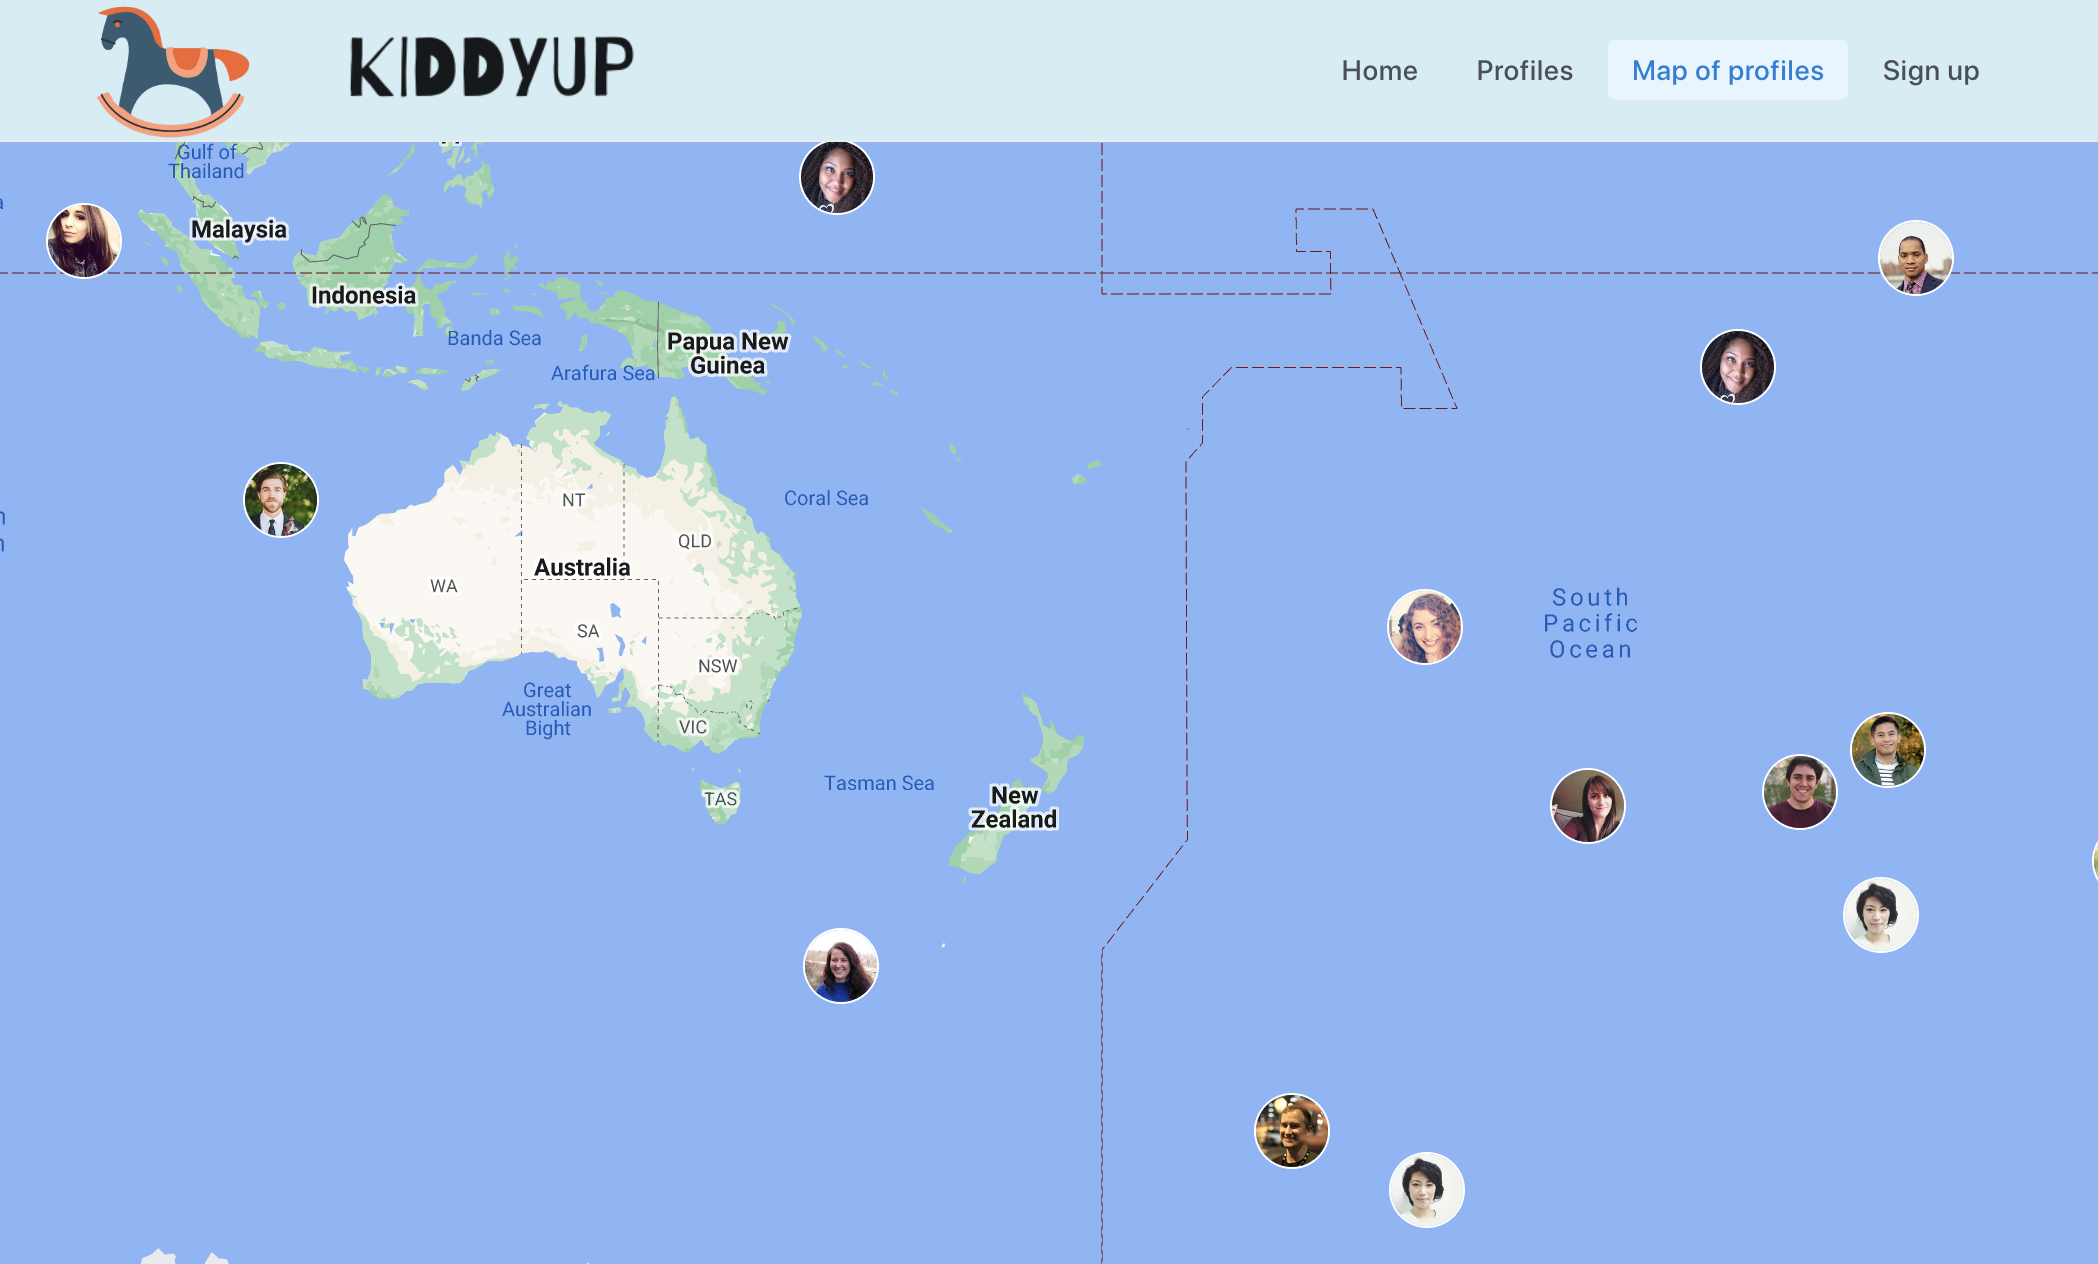 KIDDYUP
Home
Profiles
Map of profiles
Sign up
Gulf of
Thailand
Malaysia
Indonesia
Banda Sea
Papua New
Guinea
Arafura Sea
Coral Sea
NT
QLD
Australia
WA
SA
NSW
South
Pacific
Ocean
Great
Australian
Bight
VIC
Tasman Sea
TAS
New
Zealand